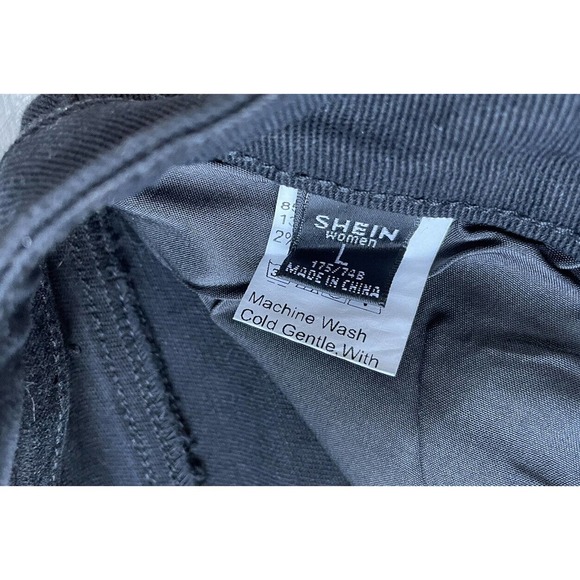 SHEIN
women
L
175/74B
MADE IN CHINA
Machine Wash
Cold Gentle, With